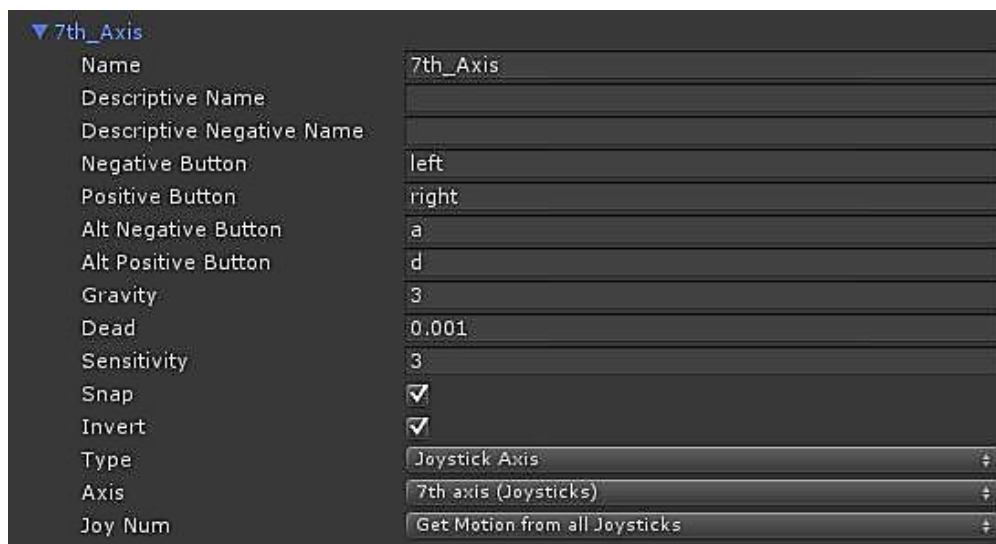 7th_Axis
Name 7th_Axis
Descriptive Name
Descriptive Negative Name
Negative Button left
Positive Button right
Alt Negative Button a
Alt Positive Button d
Gravity 3
Dead 0.001
Sensitivity 3
Snap
Invert
Type Joystick Axis
Axis 7th axis (Joysticks)
Joy Num Get Motion from all Joysticks